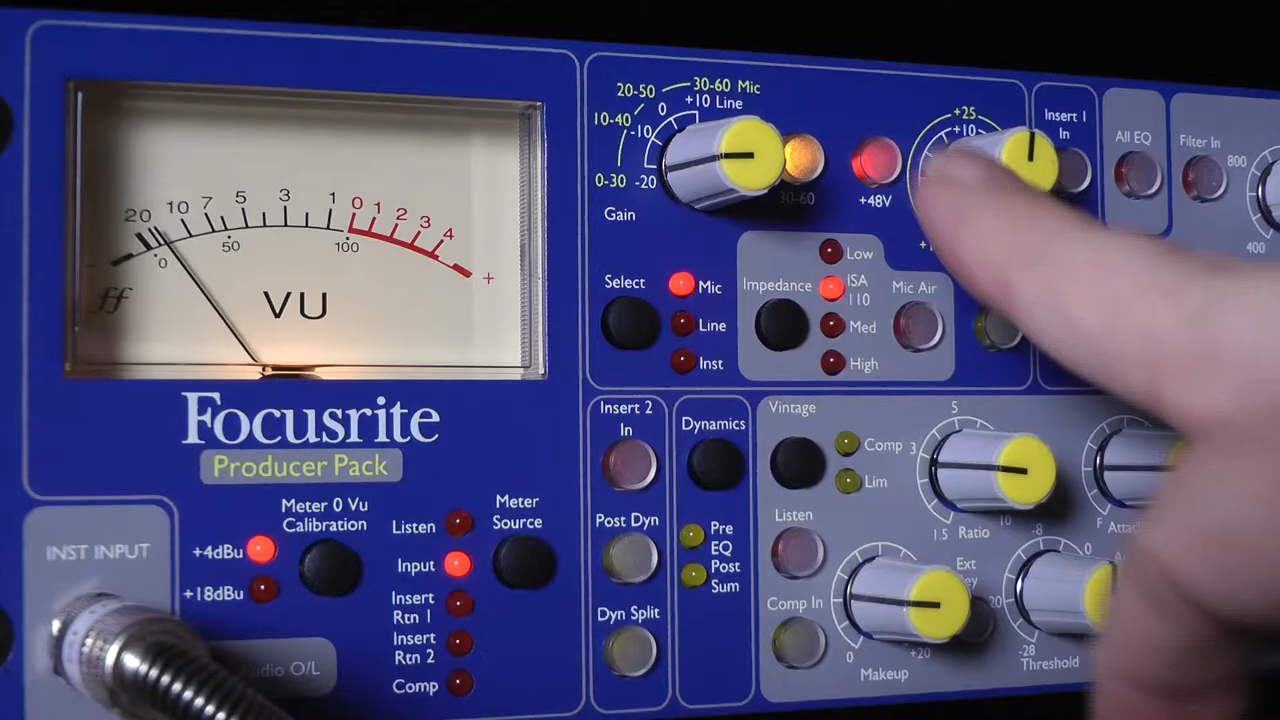 20 10 7 5 3 1 0 1 2 3 4
- 0 50 100 +
VU
Focusrite
Producer Pack
INST INPUT
Meter 0 Vu
Calibration
+4dBu
+18dBu
Audio O/L
Meter
Source
Listen
Input
Insert
Rtn 1
Insert
Rtn 2
Comp
20-50
30-60 Mic
10-40
0
+10 Line
-10
0-30
-20
Gain
30-60
+48V
+25
+10
Insert 1
In
All EQ
Filter In
800
400
Select
Mic
Line
Inst
Impedance
Low
ISA
110
Med
High
Mic Air
Insert 2
In
Post Dyn
Dyn Split
Dynamics
Pre
EQ
Post
Sum
Vintage
Comp
Lim
Listen
Comp In
5
3
1.5
Ratio
10
-8
F
0
+20
Makeup
Ext
20
0
-28
Threshold